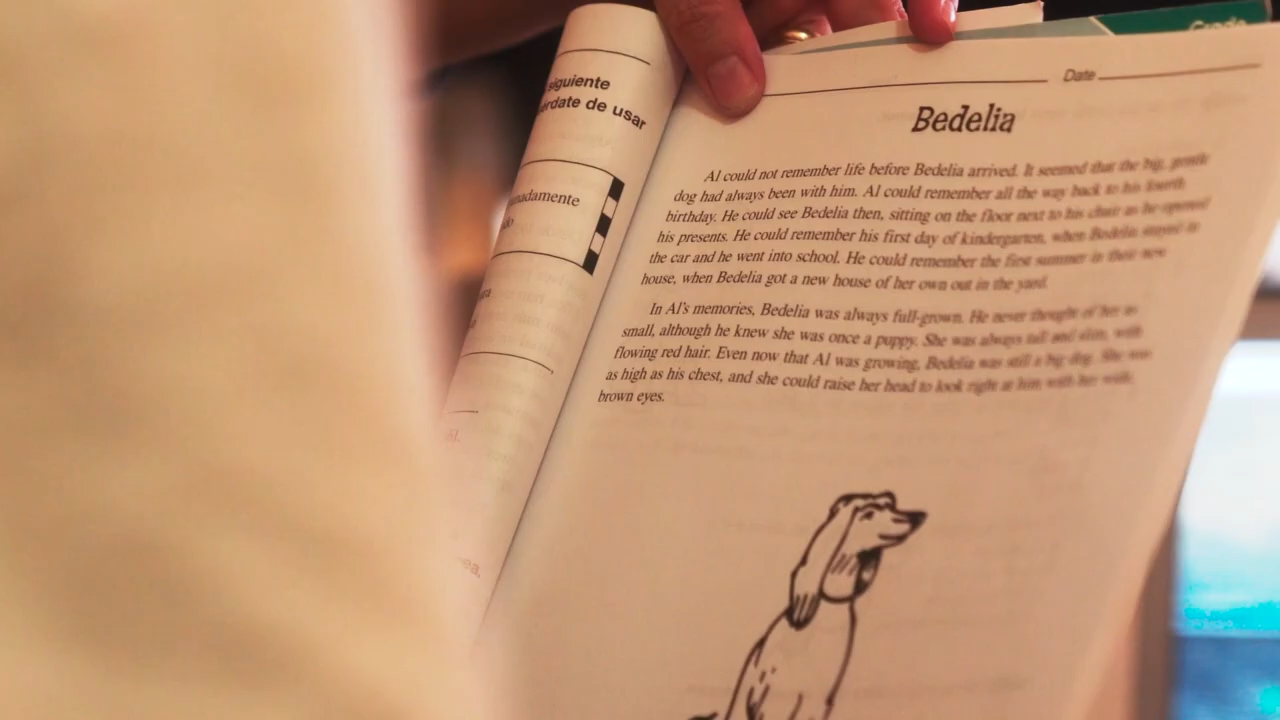 Grade
siguiente
érdate de usar
nadamente
do
ura
él.
ea.
Date
Bedelia
Al could not remember life before Bedelia arrived. It seemed that the big, gentle
dog had always been with him. Al could remember all the way back to his fourth
birthday. He could see Bedelia then, sitting on the floor next to his chair as he opened
his presents. He could remember his first day of kindergarten, when Bedelia stayed in
the car and he went into school. He could remember the first summer in their new
house, when Bedelia got a new house of her own out in the yard.
In Al's memories, Bedelia was always full-grown. He never thought of her as
small, although he knew she was once a puppy. She was always tall and slim, with
flowing red hair. Even now that Al was growing, Bedelia was still a big dog. She was
as high as his chest, and she could raise her head to look right at him with her wide,
brown eyes.